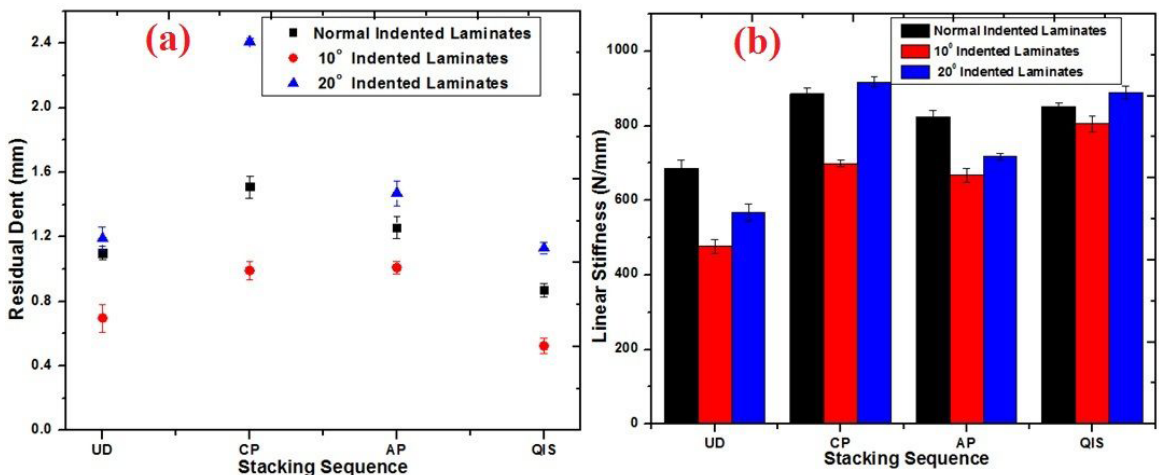 (a)
Normal Indented Laminates
10° Indented Laminates
20° Indented Laminates
2.4
2.0
1.6
1.2
0.8
0.4
0.0
Residual Dent (mm)
UD CP AP QIS
Stacking Sequence
(b)
Normal Indented Laminates
10⁰ Indented Laminates
20⁰ Indented Laminates
1000
800
600
400
200
0
Linear Stiffness (N/mm)
UD CP AP QIS
Stacking Sequence